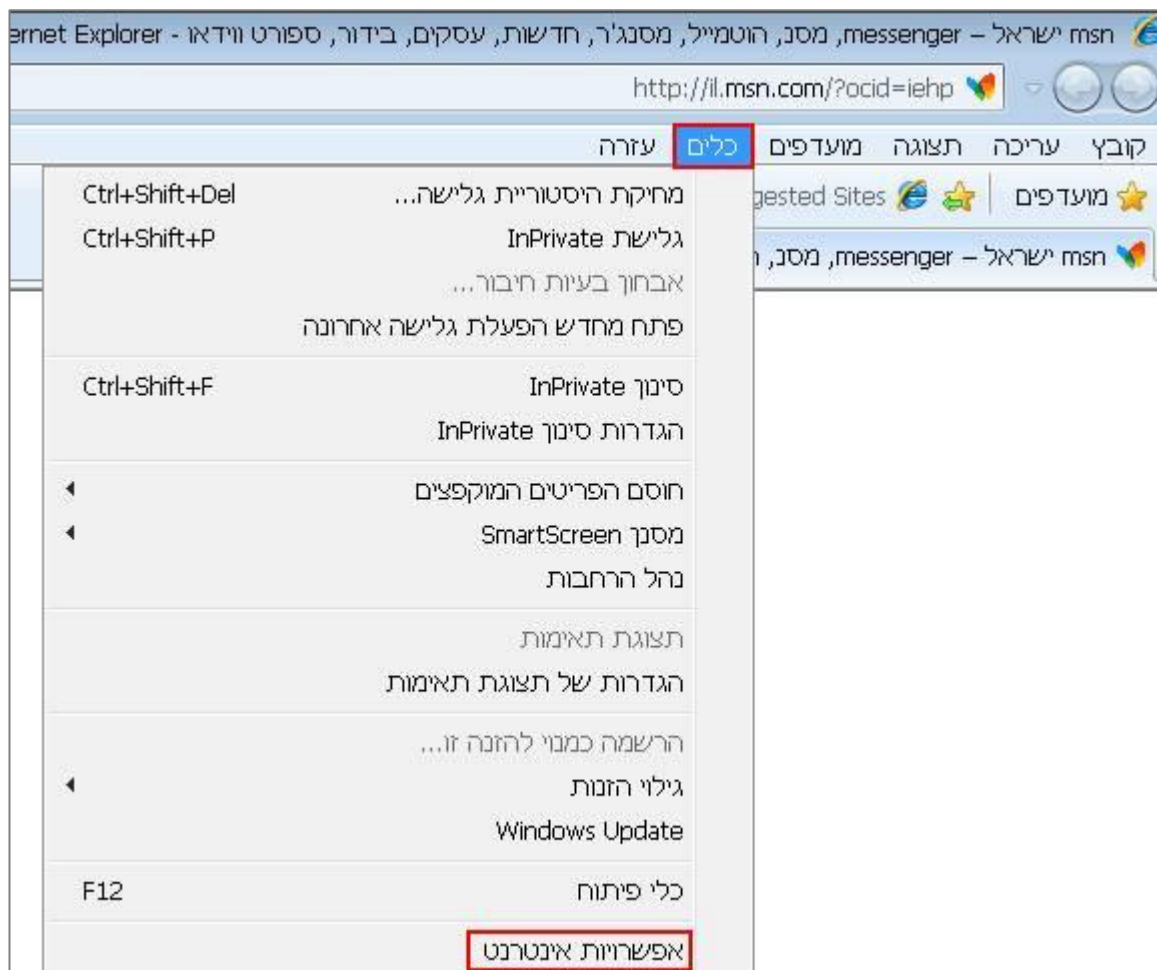 msn ישראל – messenger, מסנ, הוטמייל, מסנג'ר, חדשות, עסקים, בידור, ספורט ווידאו - ernet Explorer
http://il.msn.com/?ocid=iehp
קובץ עריכה תצוגה מועדפים כלים עזרה
מועדפים gested Sites
msn ישראל – messenger, מסנ,
מחיקת היסטוריית גלישה... Ctrl+Shift+Del
גלישת InPrivate Ctrl+Shift+P
אבחון בעיות חיבור...
פתח מחדש הפעלת גלישה אחרונה
סינון InPrivate Ctrl+Shift+F
הגדרות סינון InPrivate
חוסם הפריטים המוקפצים
מסנן SmartScreen
נהל הרחבות
תצוגת תאימות
הגדרות של תצוגת תאימות
הרשמה כמנוי להזנה זו...
גילוי הזנות
Windows Update
כלי פיתוח F12
אפשרויות אינטרנט